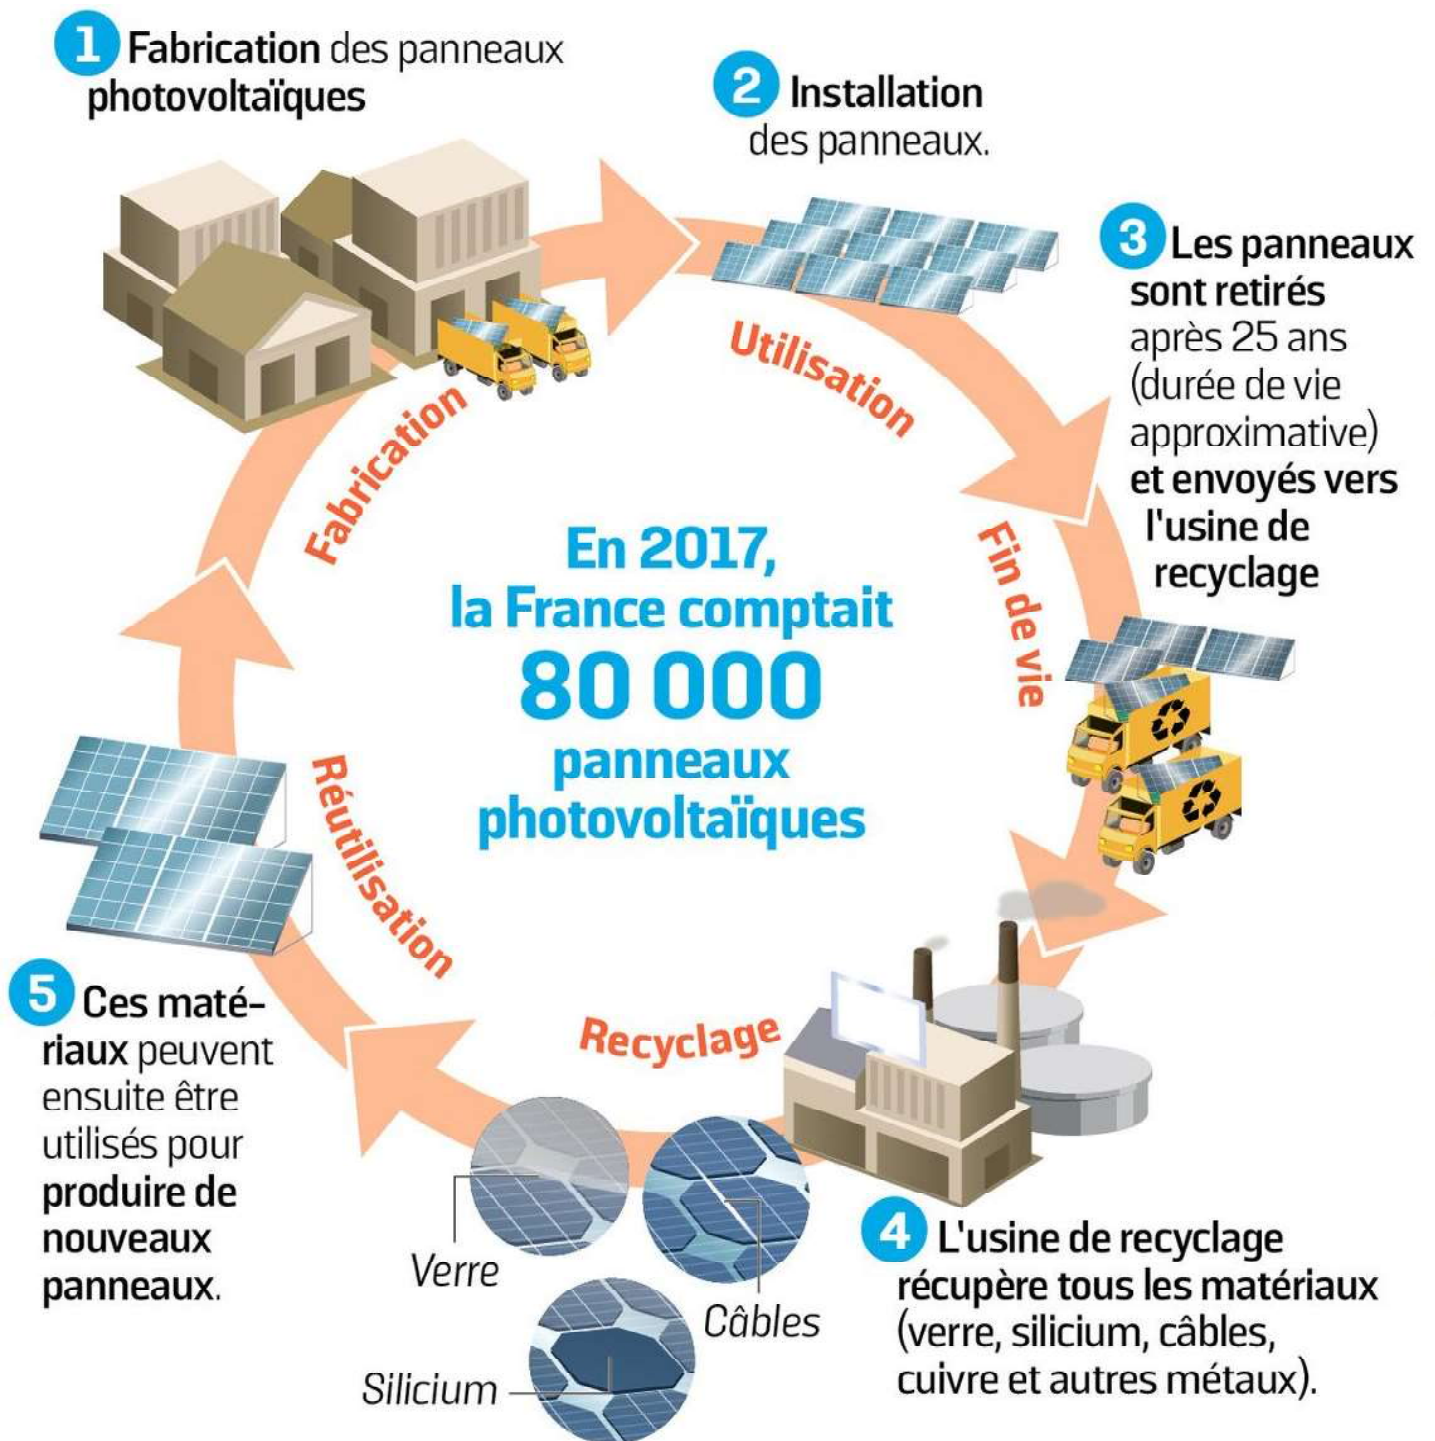 1 Fabrication des panneaux
photovoltaïques
2 Installation
des panneaux.
3 Les panneaux
sont retirés
après 25 ans
(durée de vie
approximative)
et envoyés vers
l'usine de
recyclage
Utilisation
Fabrication
Fin de vie
En 2017,
la France comptait
80 000
panneaux
photovoltaïques
Réutilisation
Recyclage
5 Ces maté-
riaux peuvent
ensuite être
utilisés pour
produire de
nouveaux
panneaux.
Verre
Câbles
Silicium
4 L'usine de recyclage
récupère tous les matériaux
(verre, silicium, câbles,
cuivre et autres métaux).